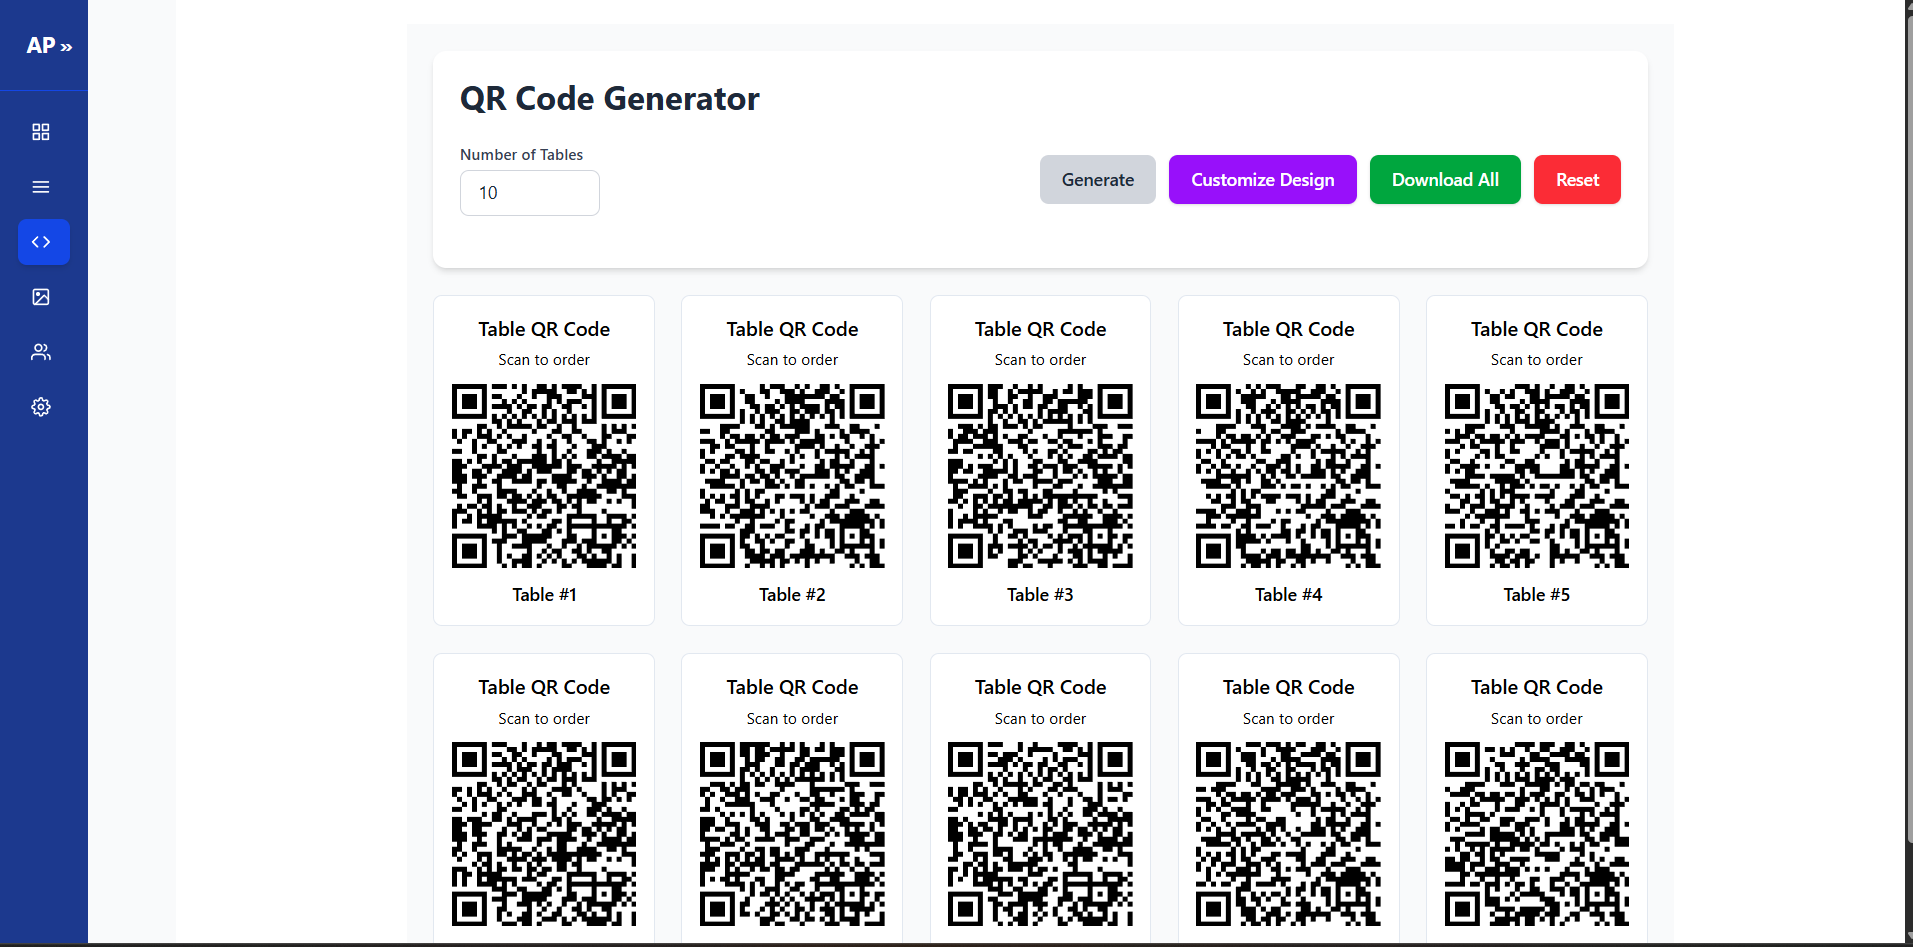 AP »
QR Code Generator
Number of Tables
10
Generate
Customize Design
Download All
Reset
Table QR Code
Scan to order
Table #1
Table QR Code
Scan to order
Table #2
Table QR Code
Scan to order
Table #3
Table QR Code
Scan to order
Table #4
Table QR Code
Scan to order
Table #5
Table QR Code
Scan to order
Table QR Code
Scan to order
Table QR Code
Scan to order
Table QR Code
Scan to order
Table QR Code
Scan to order